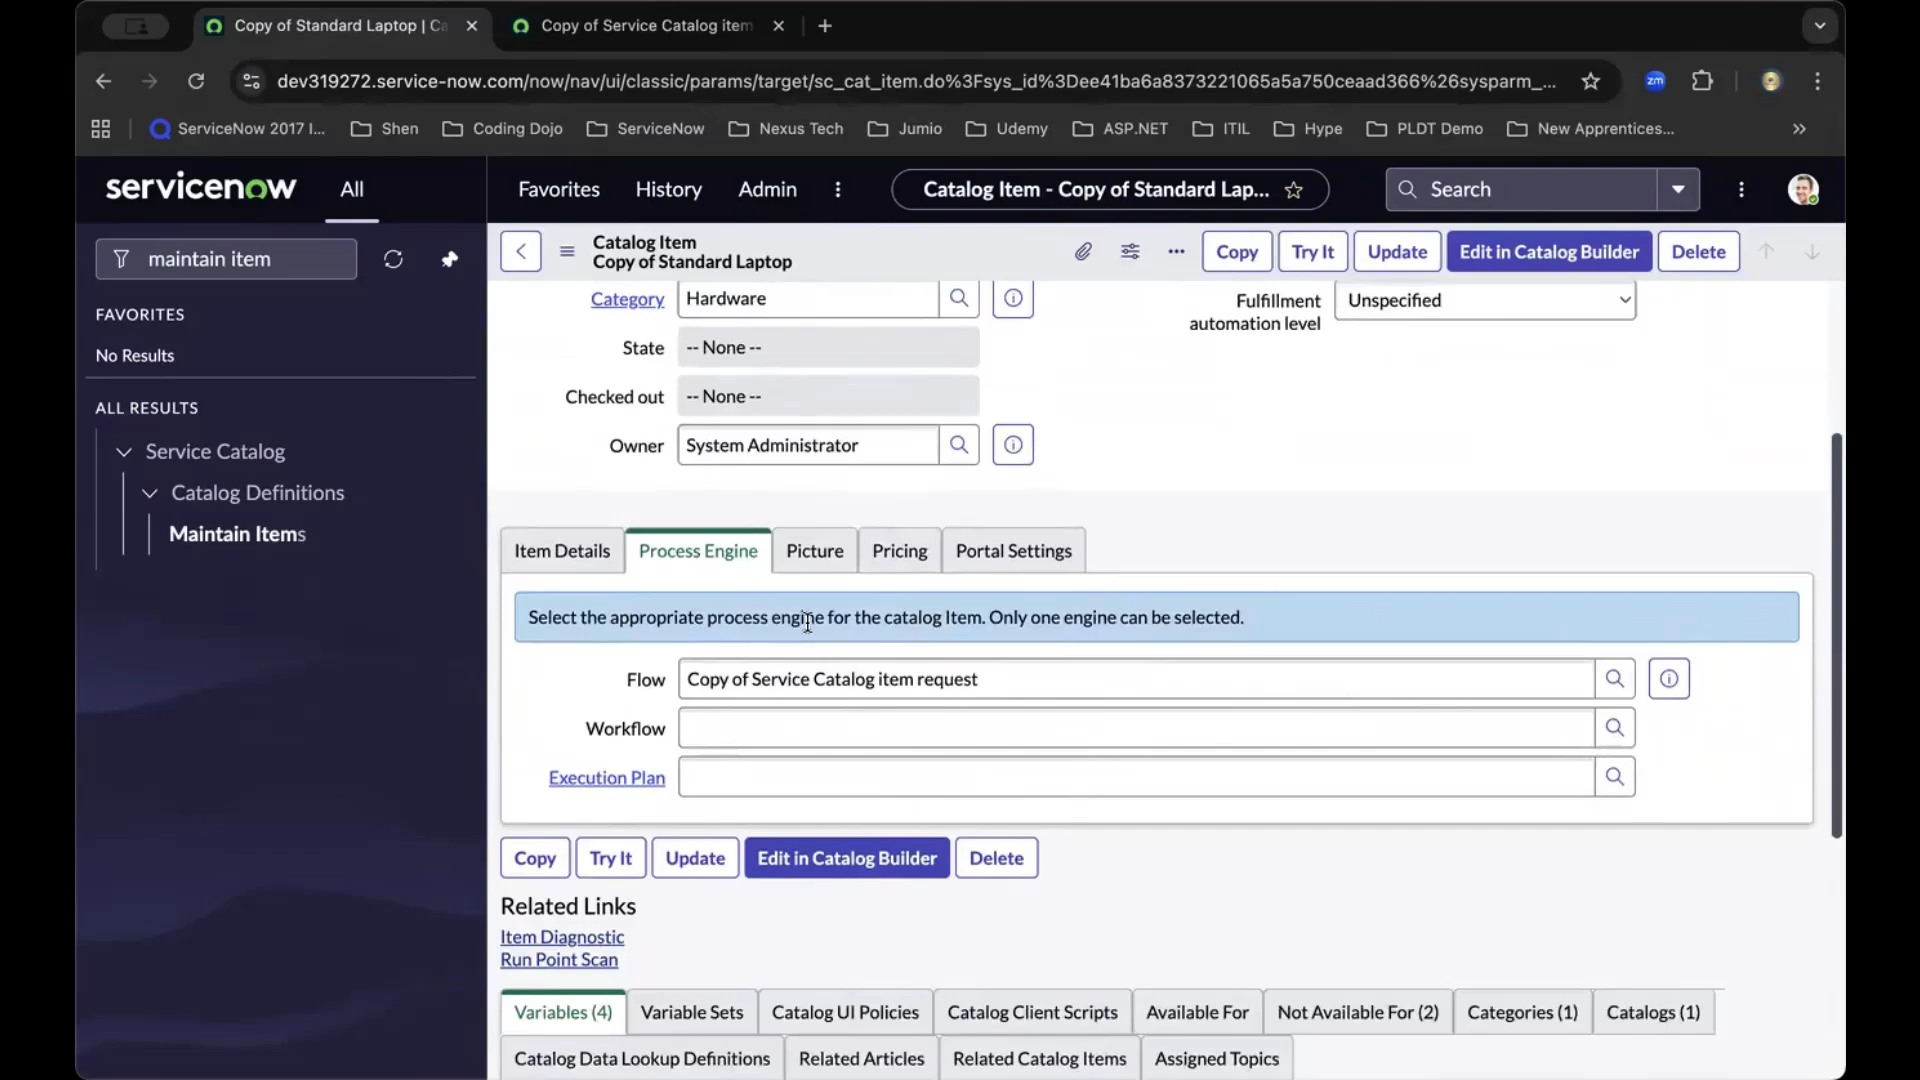 Copy of Standard Laptop | Ca
Copy of Service Catalog item
dev319272.service-now.com/now/nav/ui/classic/params/target/sc_cat_item.do%3Fsys_id%3Dee41ba6a8373221065a5a750ceaad366%26sysparm_...
zm
ServiceNow 2017 I...
Shen
Coding Dojo
ServiceNow
Nexus Tech
Jumio
Udemy
ASP.NET
ITIL
Hype
PLDT Demo
New Apprentices...
servicenow
All
Favorites
History
Admin
Catalog Item - Copy of Standard Lap...
Search
maintain item
FAVORITES
No Results
ALL RESULTS
Service Catalog
Catalog Definitions
Maintain Items
Catalog Item
Copy of Standard Laptop
Copy
Try It
Update
Edit in Catalog Builder
Delete
Category
Hardware
Fulfillment
automation level
Unspecified
State
-- None --
Checked out
-- None --
Owner
System Administrator
Item Details
Process Engine
Picture
Pricing
Portal Settings
Select the appropriate process engine for the catalog Item. Only one engine can be selected.
Flow
Copy of Service Catalog item request
Workflow
Execution Plan
Copy
Try It
Update
Edit in Catalog Builder
Delete
Related Links
Item Diagnostic
Run Point Scan
Variables (4)
Variable Sets
Catalog UI Policies
Catalog Client Scripts
Available For
Not Available For (2)
Categories (1)
Catalogs (1)
Catalog Data Lookup Definitions
Related Articles
Related Catalog Items
Assigned Topics